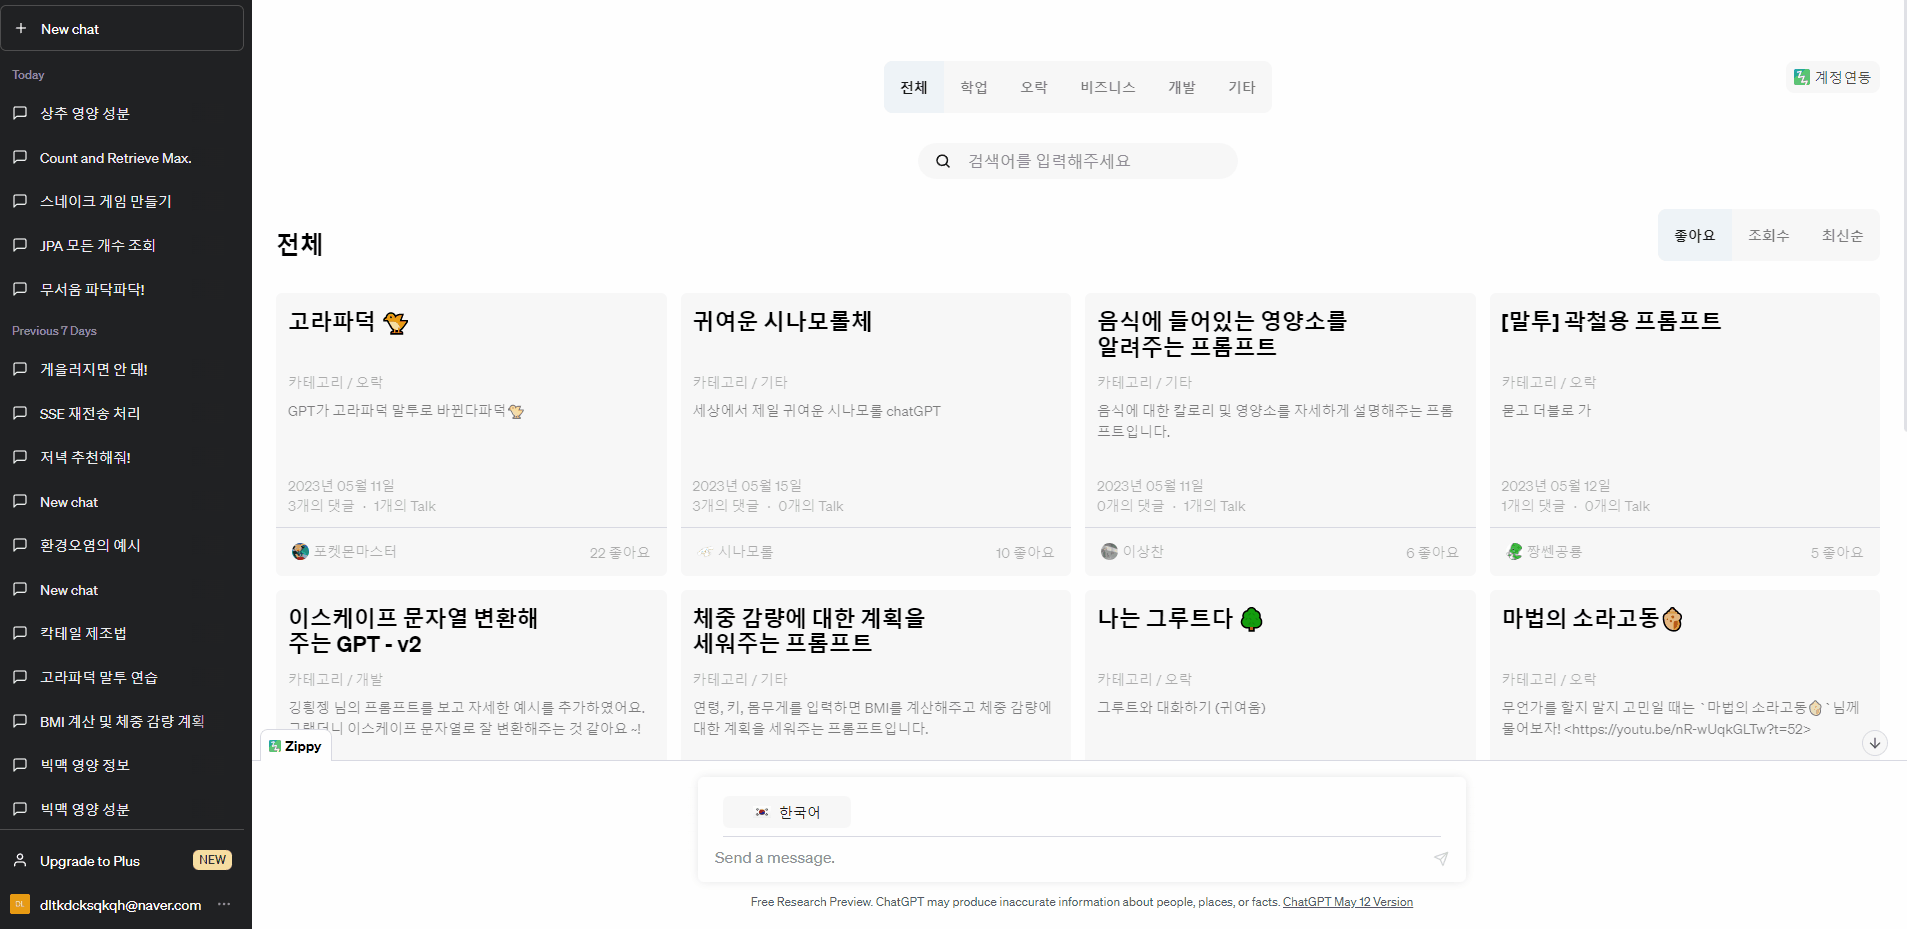 New chat
Today
상추 영양 성분
Count and Retrieve Max.
스네이크 게임 만들기
JPA 모든 개수 조회
무서움 파닥파닥!
Previous 7 Days
게을러지면 안 돼!
SSE 재전송 처리
저녁 추천해줘!
New chat
환경오염의 예시
New chat
칵테일 제조법
고라파덕 말투 연습
BMI 계산 및 체중 감량 계획
빅맥 영양 정보
빅맥 영양 성분
Upgrade to Plus NEW
DL dltkdcksqkqh@naver.com
전체 학업 오락 비즈니스 개발 기타
계정연동
검색어를 입력해주세요
전체
좋아요 조회수 최신순
고라파덕
카테고리 / 오락
GPT가 고라파덕 말투로 바뀐다파덕
2023년 05월 11일
3개의 댓글 · 1개의 Talk
포켓몬마스터 22 좋아요
귀여운 시나모롤체
카테고리 / 기타
세상에서 제일 귀여운 시나모롤 chatGPT
2023년 05월 15일
3개의 댓글 · 0개의 Talk
시나모롤 10 좋아요
음식에 들어있는 영양소를
알려주는 프롬프트
카테고리 / 기타
음식에 대한 칼로리 및 영양소를 자세하게 설명해주는 프롬
프트입니다.
2023년 05월 11일
0개의 댓글 · 1개의 Talk
이상찬 6 좋아요
[말투] 곽철용 프롬프트
카테고리 / 오락
묻고 더블로 가
2023년 05월 12일
1개의 댓글 · 0개의 Talk
짱쎈공룡 5 좋아요
이스케이프 문자열 변환해
주는 GPT - v2
카테고리 / 개발
깅횡젱 님의 프롬프트를 보고 자세한 예시를 추가하였어요.
그랬더니 이스케이프 문자열로 잘 변환해주는 것 같아요 ~!
체중 감량에 대한 계획을
세워주는 프롬프트
카테고리 / 기타
연령, 키, 몸무게를 입력하면 BMI를 계산해주고 체중 감량에
대한 계획을 세워주는 프롬프트입니다.
나는 그루트다
카테고리 / 오락
그루트와 대화하기 (귀여움)
마법의 소라고동
카테고리 / 오락
무언가를 할지 말지 고민일 때는 `마법의 소라고동`님께
물어보자! <https://youtu.be/nR-wUqkGLTw?t=52>
Zippy
한국어
Send a message.
Free Research Preview. ChatGPT may produce inaccurate information about people, places, or facts. ChatGPT May 12 Version